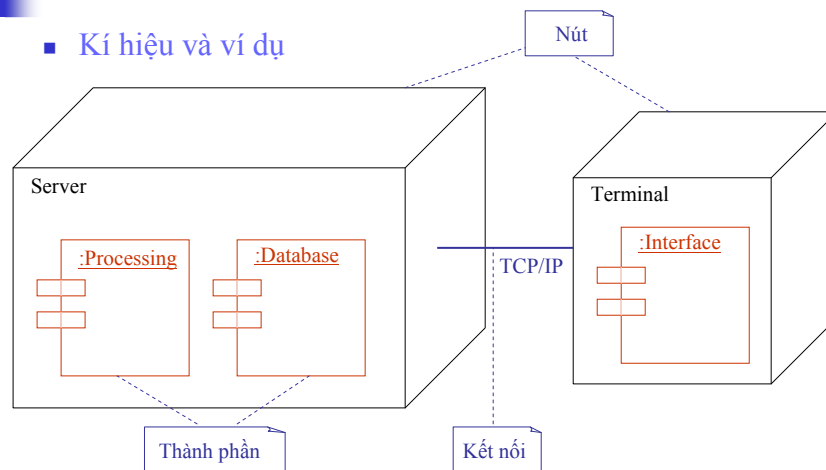 Kí hiệu và ví dụ
Nút
Server
Terminal
:Processing
:Database
:Interface
TCP/IP
Thành phần
Kết nối